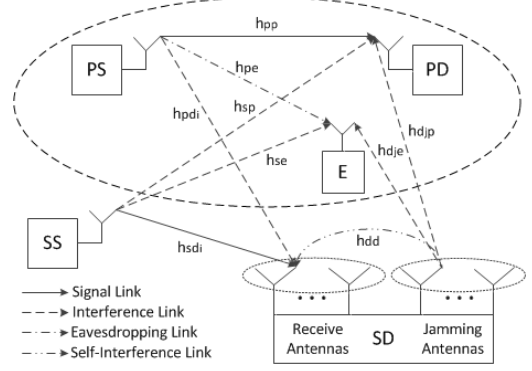 hpp
PS
PD
hpe
hpdi
hsp
hdjp
hse
hdje
E
SS
hsdi
hdd
Signal Link
Interference Link
Eavesdropping Link
Self-Interference Link
... ...
Receive Antennas
SD
Jamming Antennas